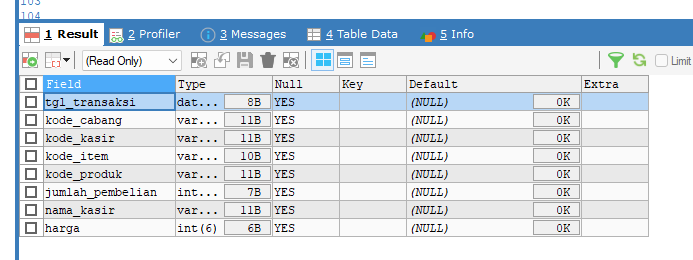 104
1 Result 2 Profiler 3 Messages 4 Table Data 5 Info
(Read Only) Limit
Field Type Null Key Default Extra
tgl_transaksi dat... 8B YES (NULL) 0K
kode_cabang var... 11B YES (NULL) 0K
kode_kasir var... 11B YES (NULL) 0K
kode_item var... 10B YES (NULL) 0K
kode_produk var... 11B YES (NULL) 0K
jumlah_pembelian int... 7B YES (NULL) 0K
nama_kasir var... 11B YES (NULL) 0K
harga int(6) 6B YES (NULL) 0K